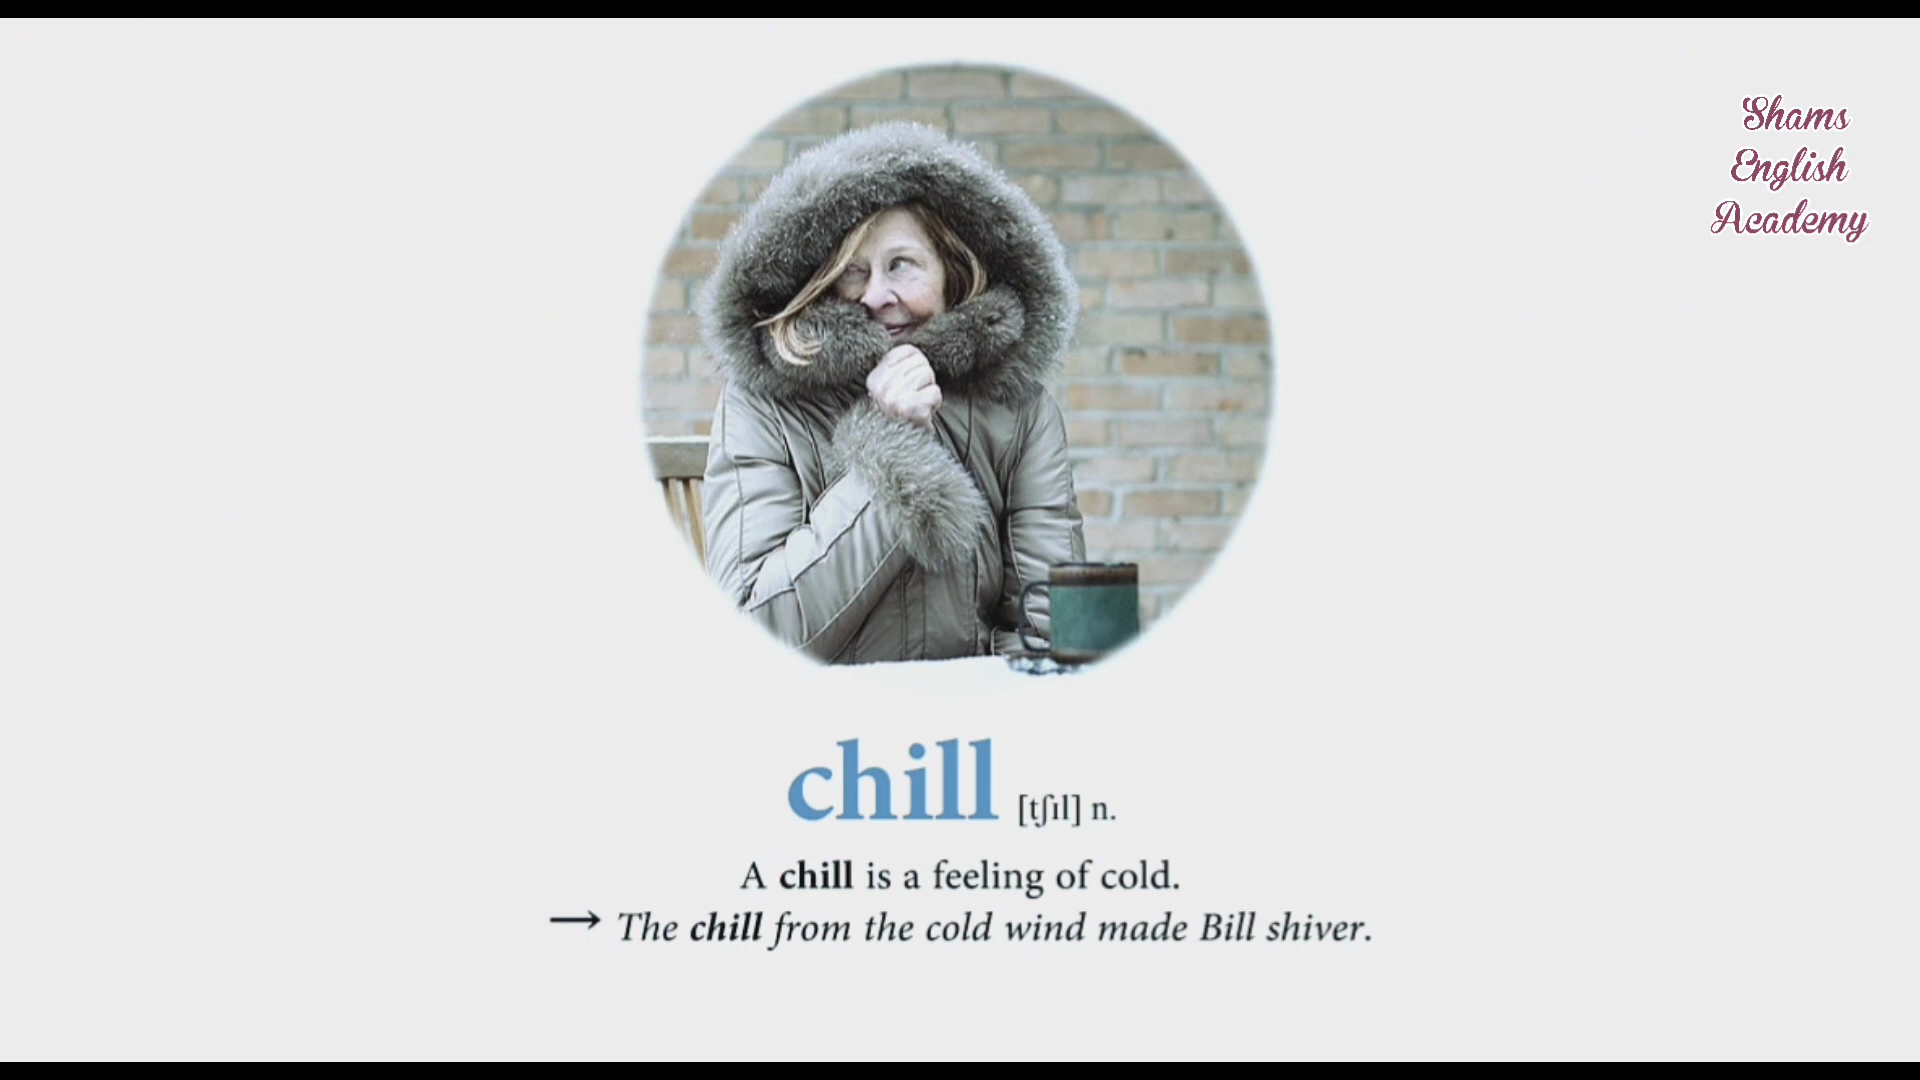 Shams
English
Academy
chill [tʃɪl] n.
A chill is a feeling of cold.
→ The chill from the cold wind made Bill shiver.